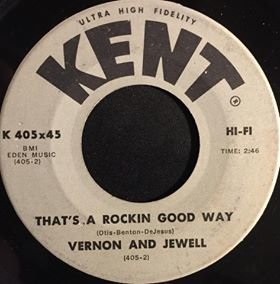 ULTRA HIGH FIDELITY
KENT®
K 405x45
HI-FI
BMI
EDEN MUSIC
(405-2)
TIME: 2:46
THAT'S A ROCKIN GOOD WAY
(Otis-Benton-DeJesus)
VERNON AND JEWELL
(405-2)